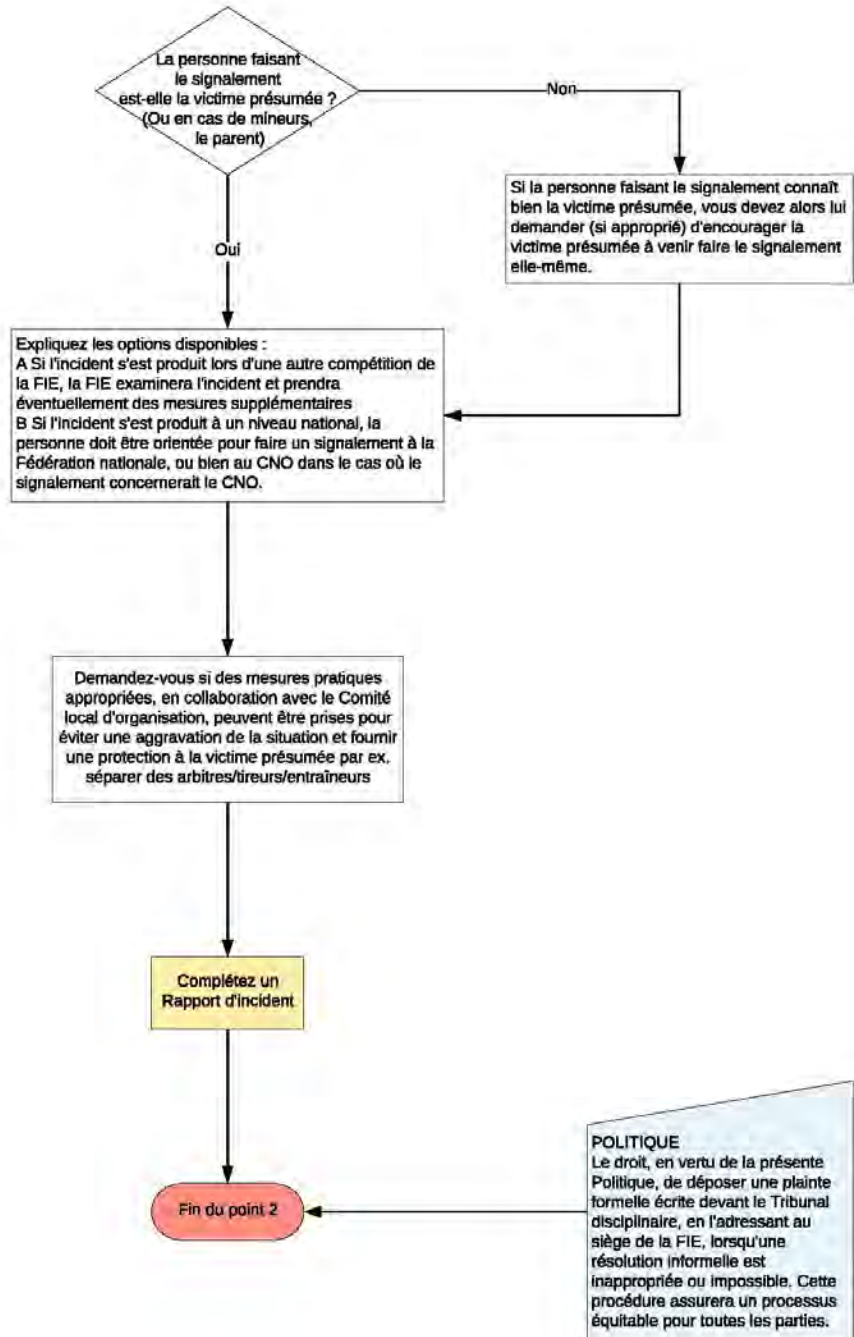 La personne faisant
le signalement
est-elle la victime présumée ?
(Ou en cas de mineurs,
le parent)
Non
Si la personne faisant le signalement connaît
bien la victime présumée, vous devez alors lui
demander (si approprié) d'encourager la
victime présumée à venir faire le signalement
elle-même.
Oui
Expliquez les options disponibles :
A Si l'incident s'est produit lors d'une autre compétition de
la FIE, la FIE examinera l'incident et prendra
éventuellement des mesures supplémentaires
B Si l'incident s'est produit à un niveau national, la
personne doit être orientée pour faire un signalement à la
Fédération nationale, ou bien au CNO dans le cas où le
signalement concernerait le CNO.
Demandez-vous si des mesures pratiques
appropriées, en collaboration avec le Comité
local d'organisation, peuvent être prises pour
éviter une aggravation de la situation et fournir
une protection à la victime présumée par ex.
séparer des arbitres/tireurs/entraîneurs
Complétez un
Rapport d'incident
Fin du point 2
POLITIQUE
Le droit, en vertu de la présente
Politique, de déposer une plainte
formelle écrite devant le Tribunal
disciplinaire, en l'adressant au
siège de la FIE, lorsqu'une
résolution informelle est
inappropriée ou impossible. Cette
procédure assurera un processus
équitable pour toutes les parties.